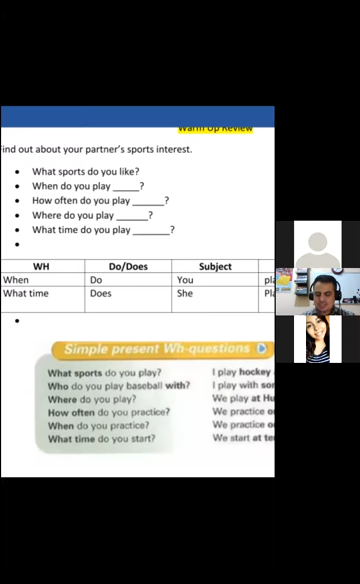 Warm Up Review
Find out about your partner's sports interest.
• What sports do you like?
• When do you play _____?
• How often do you play ______?
• Where do you play ______?
• What time do you play _______?
•
WH Do/Does Subject
When Do You pla
What time Does She Pla
•
Simple present Wh-questions
What sports do you play? I play hockey
Who do you play baseball with? I play with
Where do you play? We play at
How often do you practice? We practice
When do you practice? We practice
What time do you start? We start at